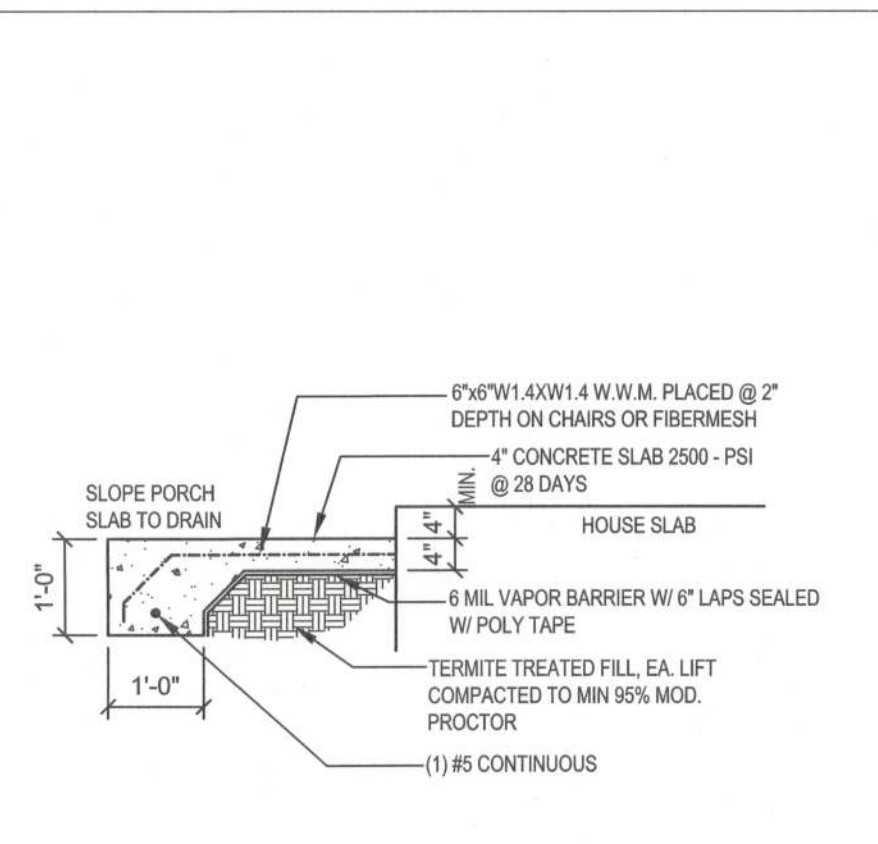 6"x6"W1.4XW1.4 W.W.M. PLACED @ 2"
DEPTH ON CHAIRS OR FIBERMESH
4" CONCRETE SLAB 2500 - PSI
@ 28 DAYS
MIN.
SLOPE PORCH
SLAB TO DRAIN
4"
HOUSE SLAB
4"
1'-0"
6 MIL VAPOR BARRIER W/ 6" LAPS SEALED
W/ POLY TAPE
TERMITE TREATED FILL, EA. LIFT
COMPACTED TO MIN 95% MOD.
PROCTOR
1'-0"
(1) #5 CONTINUOUS